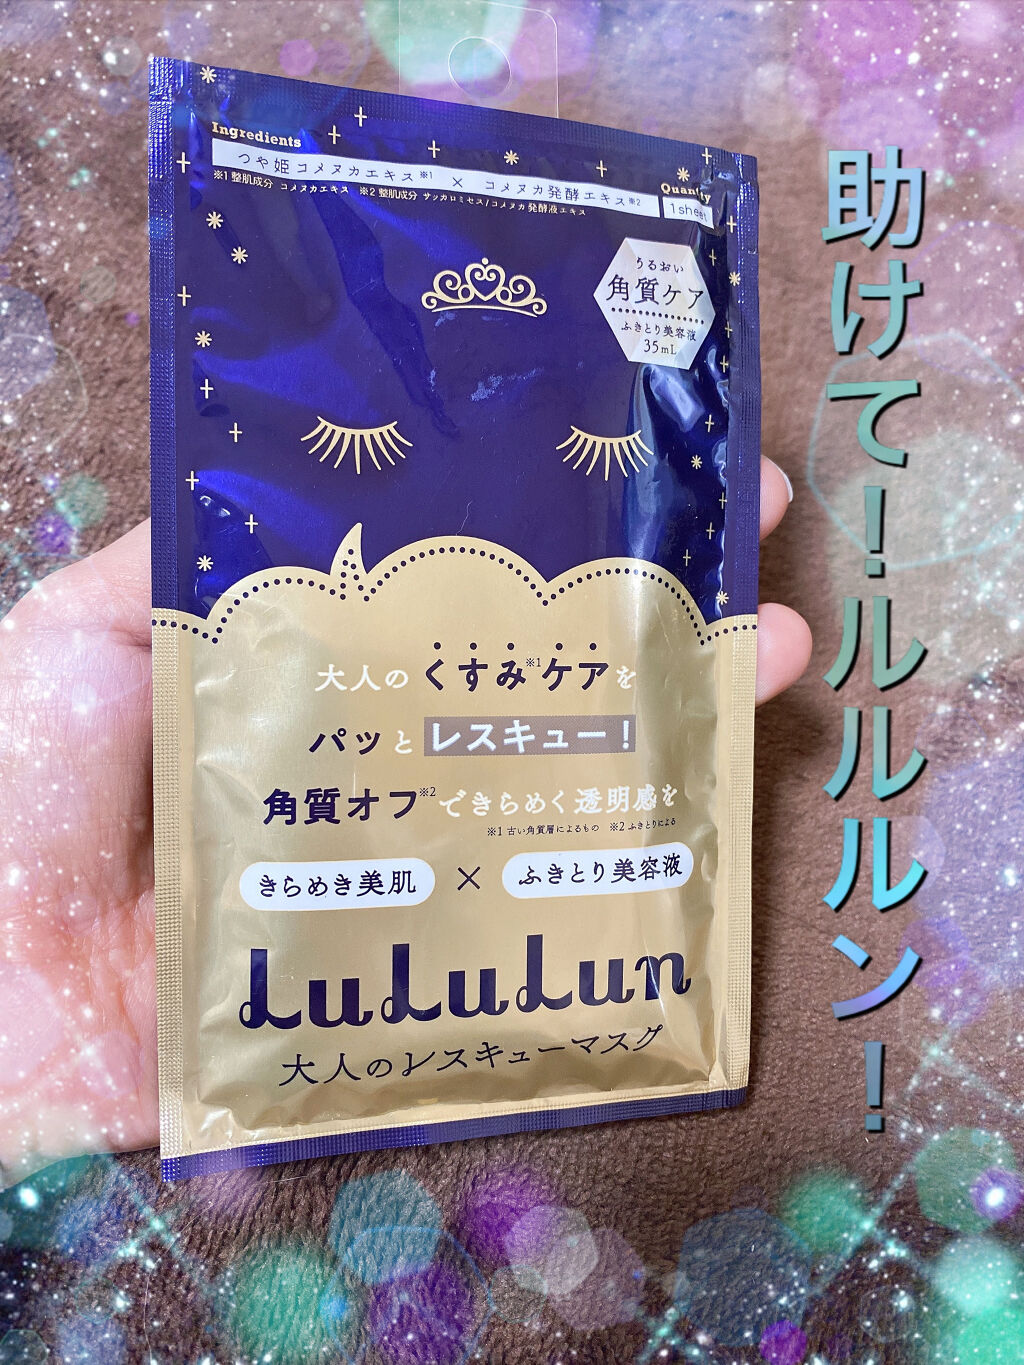 Ingredients
つや姫コメヌカエキス※1 × コメヌカ発酵エキス※2
※1 整肌成分 コメヌカエキス ※2 整肌成分 サッカロミセス/コメヌカ発酵液エキス
Quantity
1sheet
うるおい
角質ケア
ふきとり美容液
35mL
大人のくすみ※1ケアを
パッとレスキュー!
角質オフ※2できらめく透明感を
※1 古い角質層によるもの ※2 ふきとりによる
きらめき美肌 × ふきとり美容液
LuLuLun
大人のレスキューマスク
助けて!ルルルン!